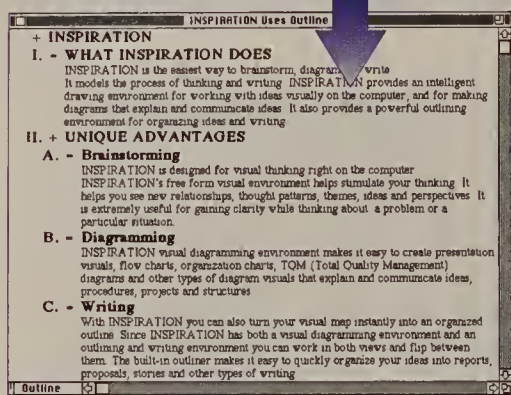 INSPIRATION Uses Outline
+ INSPIRATION
I. - WHAT INSPIRATION DOES
INSPIRATION is the easiest way to brainstorm, write
It models the process of thinking and writing INSPIRATION provides an intelligent
drawing environment for working with ideas visually on the computer, and for making
diagrams that explain and communicate ideas It also provides a powerful outlining
environment for organizing ideas and writing.
II. + UNIQUE ADVANTAGES
A. - Brainstorming
INSPIRATION is designed for visual thinking right on the computer
INSPIRATION's free form visual environment helps stimulate your thinking. It
helps you see new relationships, thought patterns, themes, ideas and perspectives. It
is extremely useful for gaining clarity while thinking about a problem or a
particular situation.
B. - Diagramming
INSPIRATION visual diagramming environment makes it easy to create presentation
visuals, flow charts, organization charts, TQM (Total Quality Management)
diagrams and other types of diagram visuals that explain and communicate ideas,
procedures, projects and structures
C. - Writing
With INSPIRATION you can also turn your visual map instantly into an organized
outline Since INSPIRATION has both a visual diagramming environment and an
outlining and writing environment you can work in both views and flip between
them. The built-in outliner makes it easy to quickly organize your ideas into reports,
proposals, stories and other types of writing
Outline